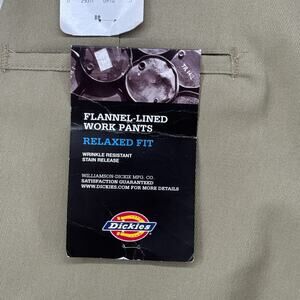 FLANNEL-LINED
WORK PANTS
RELAXED FIT
WRINKLE RESISTANT
STAIN RELEASE
WILLIAMSON-DICKIE MFG. CO.
SATISFACTION GUARANTEED
WWW.DICKIES.COM FOR MORE DETAILS
Dickies